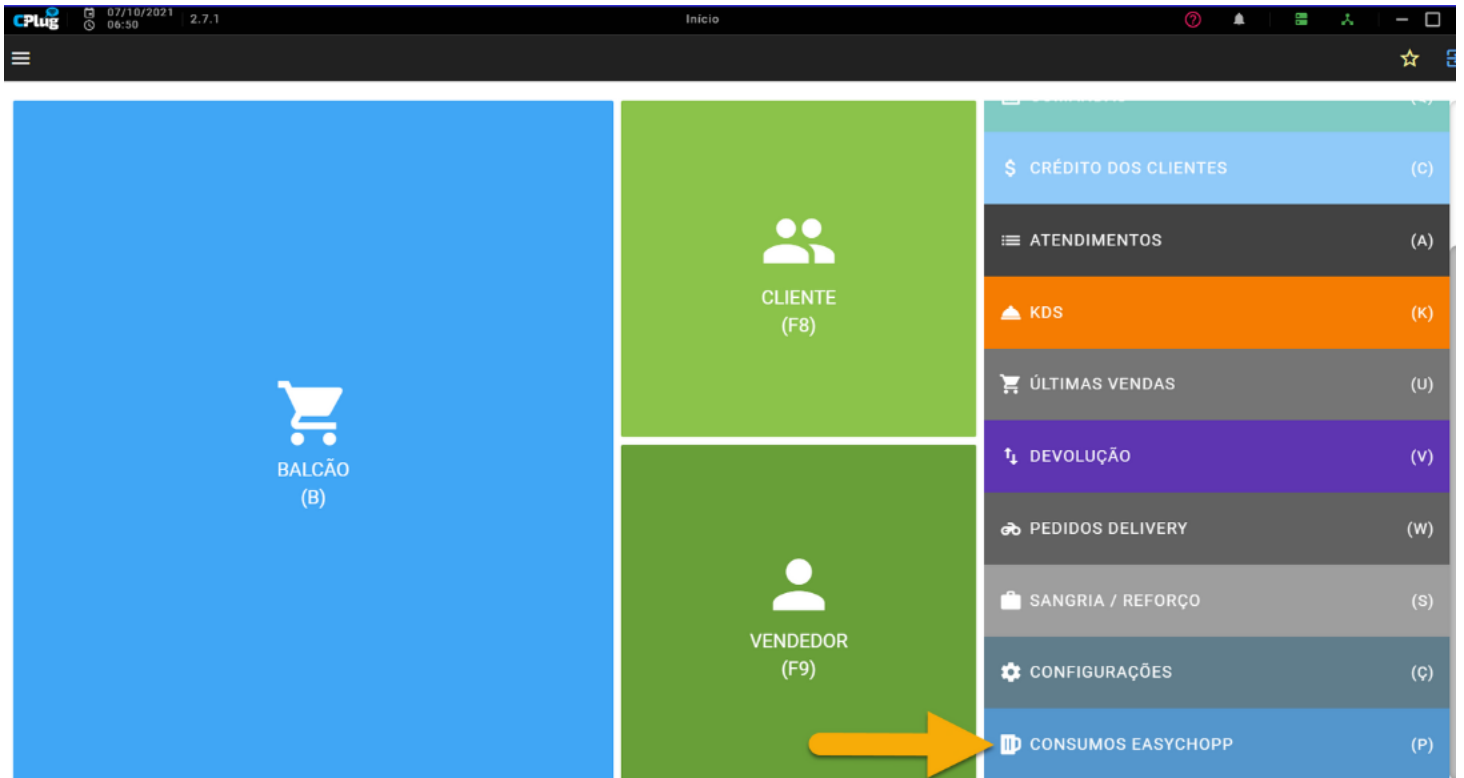 CPlug
07/10/2021
06:50
2.7.1
Início
BALCÃO
(B)
CLIENTE
(F8)
VENDEDOR
(F9)
$ CRÉDITO DOS CLIENTES (C)
ATENDIMENTOS (A)
KDS (K)
ÚLTIMAS VENDAS (U)
DEVOLUÇÃO (V)
PEDIDOS DELIVERY (W)
SANGRIA / REFORÇO (S)
CONFIGURAÇÕES (Ç)
CONSUMOS EASYCHOPP (P)